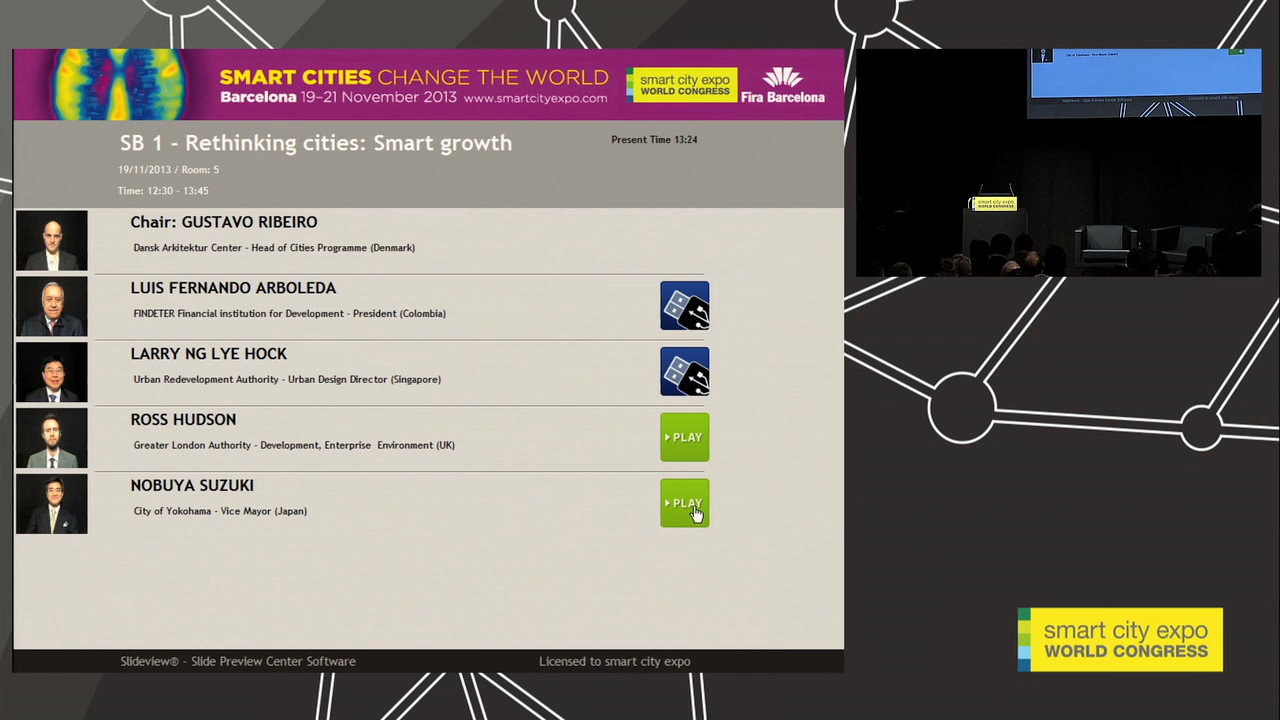 SMART CITIES CHANGE THE WORLD
Barcelona 19-21 November 2013 www.smartcityexpo.com
smart city expo
WORLD CONGRESS
Fira Barcelona
SB 1 - Rethinking cities: Smart growth
Present Time 13:24
19/11/2013 / Room: 5
Time: 12:30 - 13:45
Chair: GUSTAVO RIBEIRO
Dansk Arkitektur Center - Head of Cities Programme (Denmark)
LUIS FERNANDO ARBOLEDA
FINDETER Financial institution for Development - President (Colombia)
LARRY NG LYE HOCK
Urban Redevelopment Authority - Urban Design Director (Singapore)
ROSS HUDSON
Greater London Authority - Development, Enterprise Environment (UK)
PLAY
NOBUYA SUZUKI
City of Yokohama - Vice Mayor (Japan)
PLAY
Slideview® - Slide Preview Center Software
Licensed to smart city expo
smart city expo
WORLD CONGRESS
smart city expo
WORLD CONGRESS